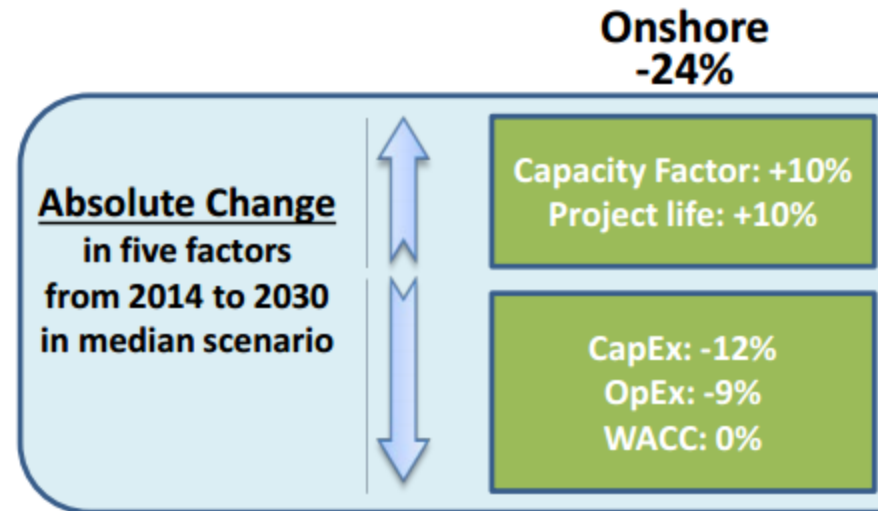 Onshore
-24%
Absolute Change
in five factors
from 2014 to 2030
in median scenario
Capacity Factor: +10%
Project life: +10%
CapEx: -12%
OpEx: -9%
WACC: 0%